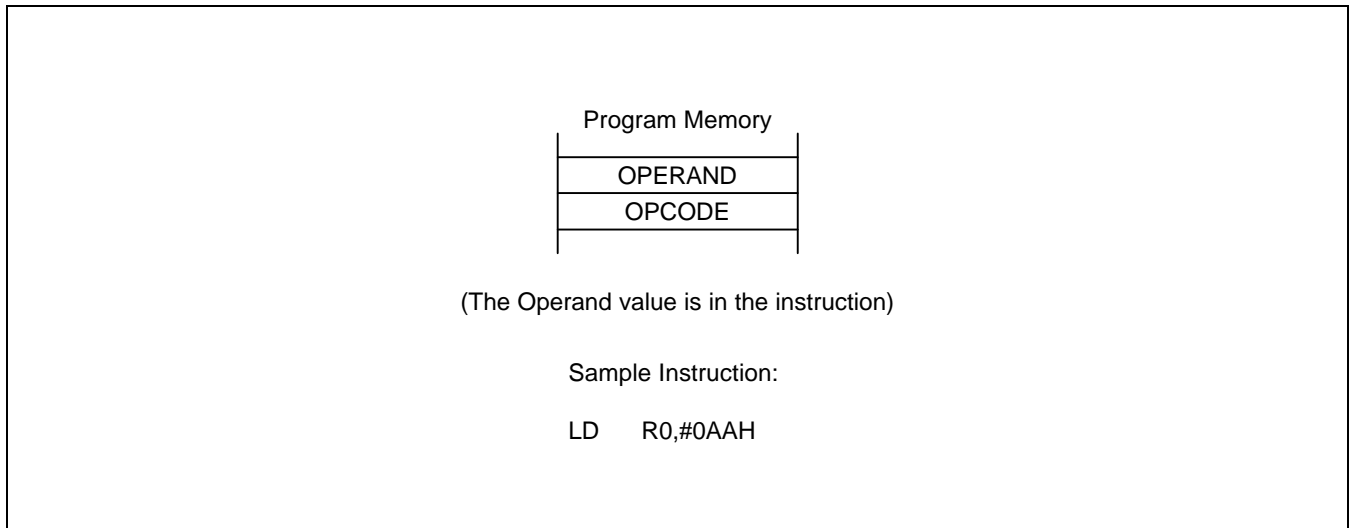 Program Memory
OPERAND
OPCODE
(The Operand value is in the instruction)
Sample Instruction:
LD R0,#0AAH